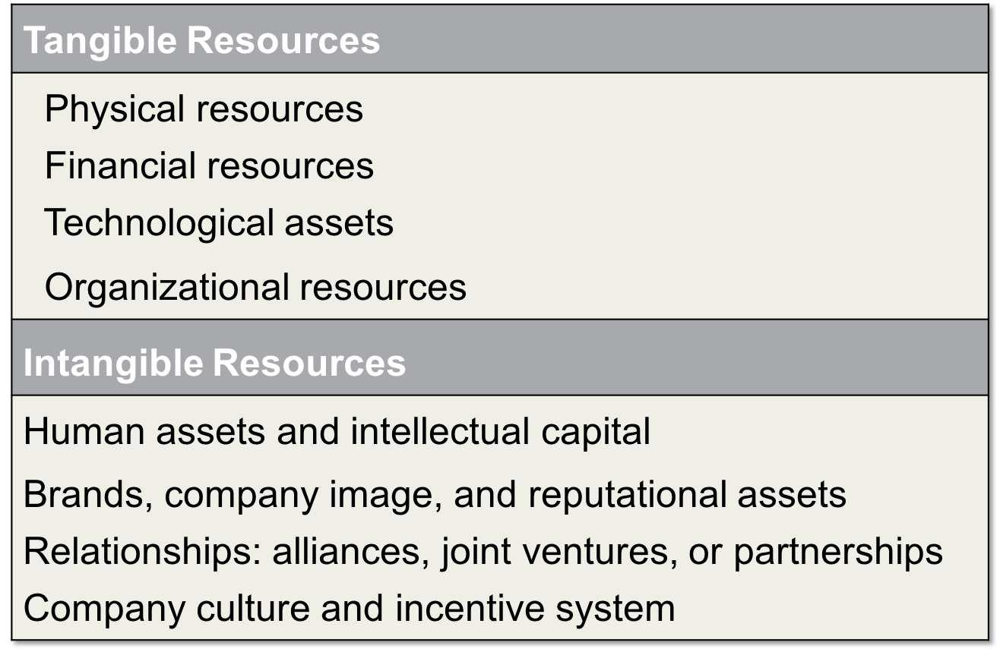 Tangible Resources
Physical resources
Financial resources
Technological assets
Organizational resources
Intangible Resources
Human assets and intellectual capital
Brands, company image, and reputational assets
Relationships: alliances, joint ventures, or partnerships
Company culture and incentive system